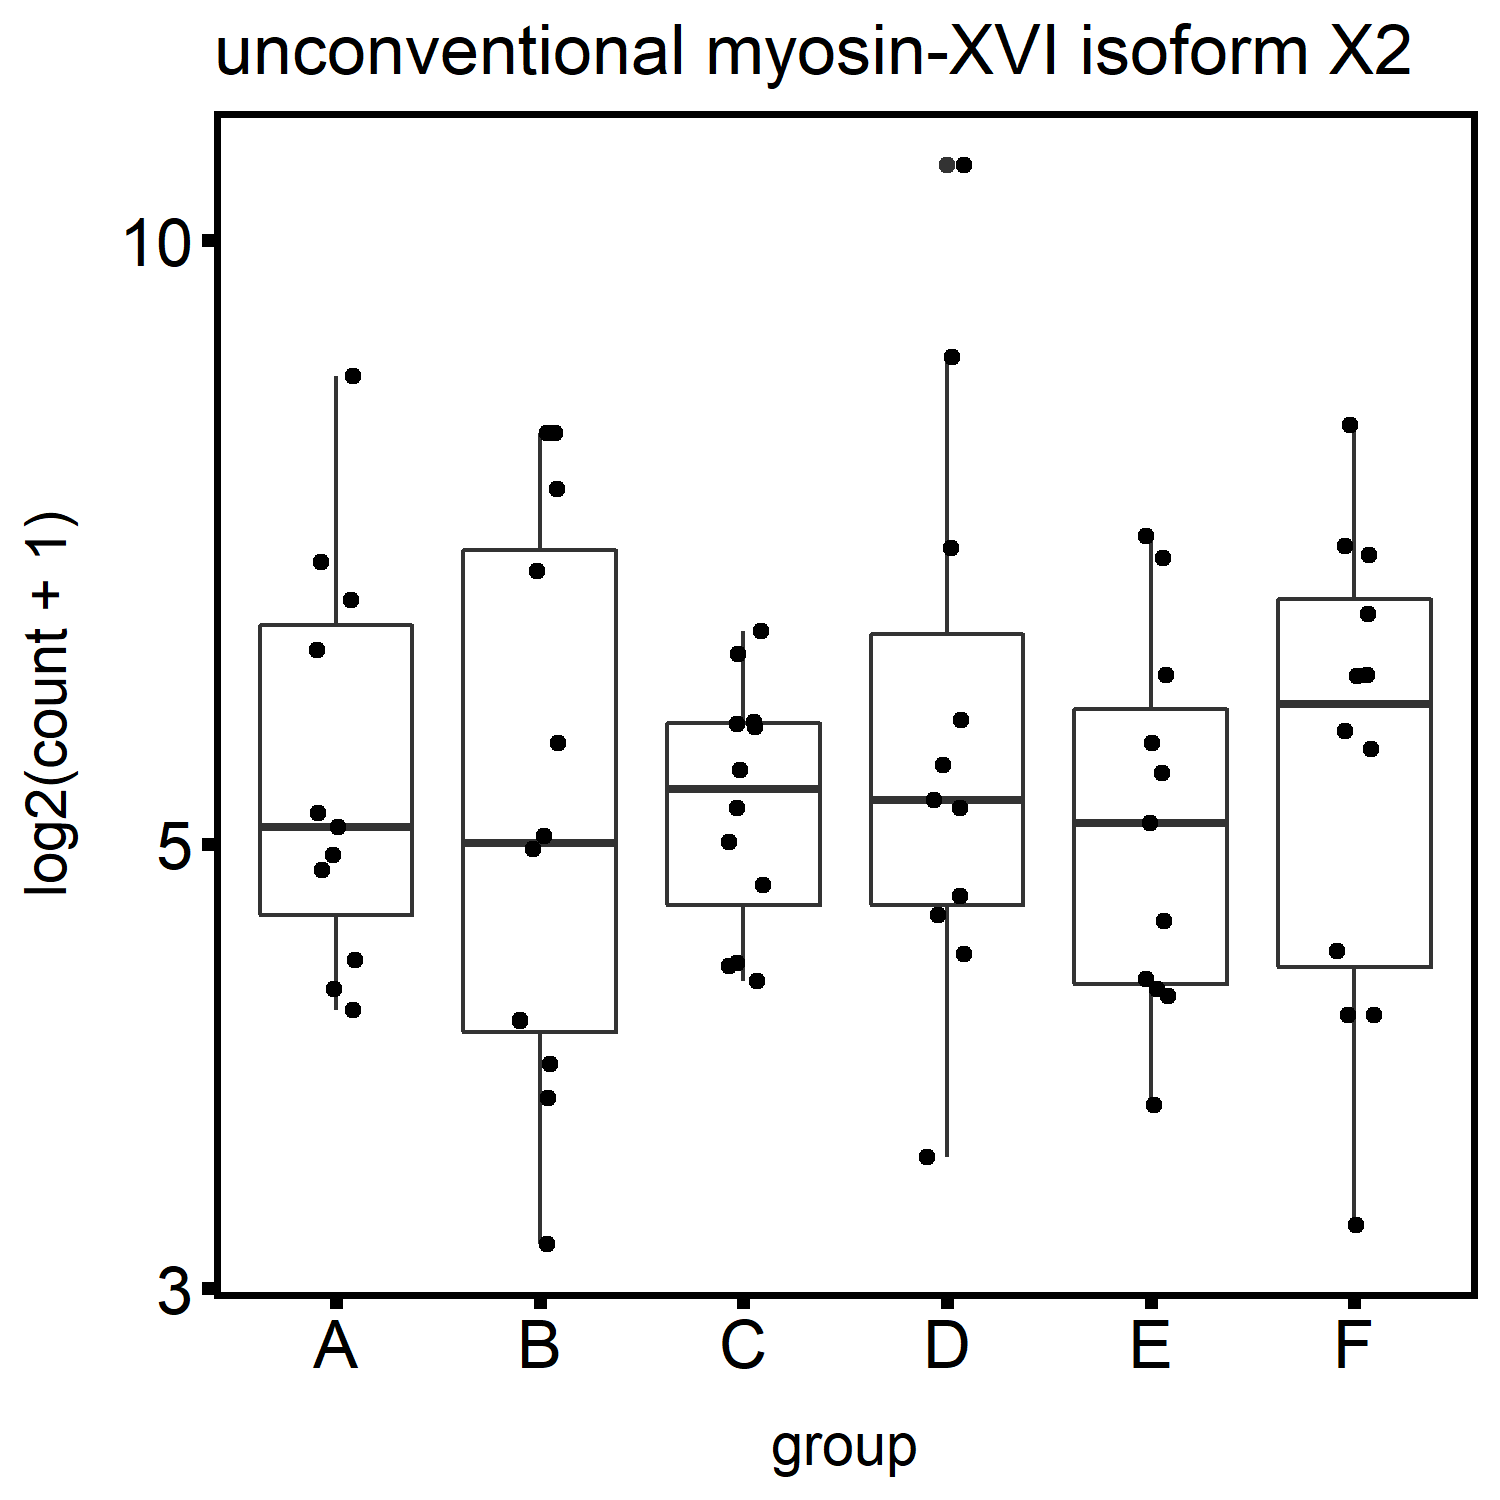 unconventional myosin-XVI isoform X2
log2(count + 1)
10
5
3
A B C D E F
group